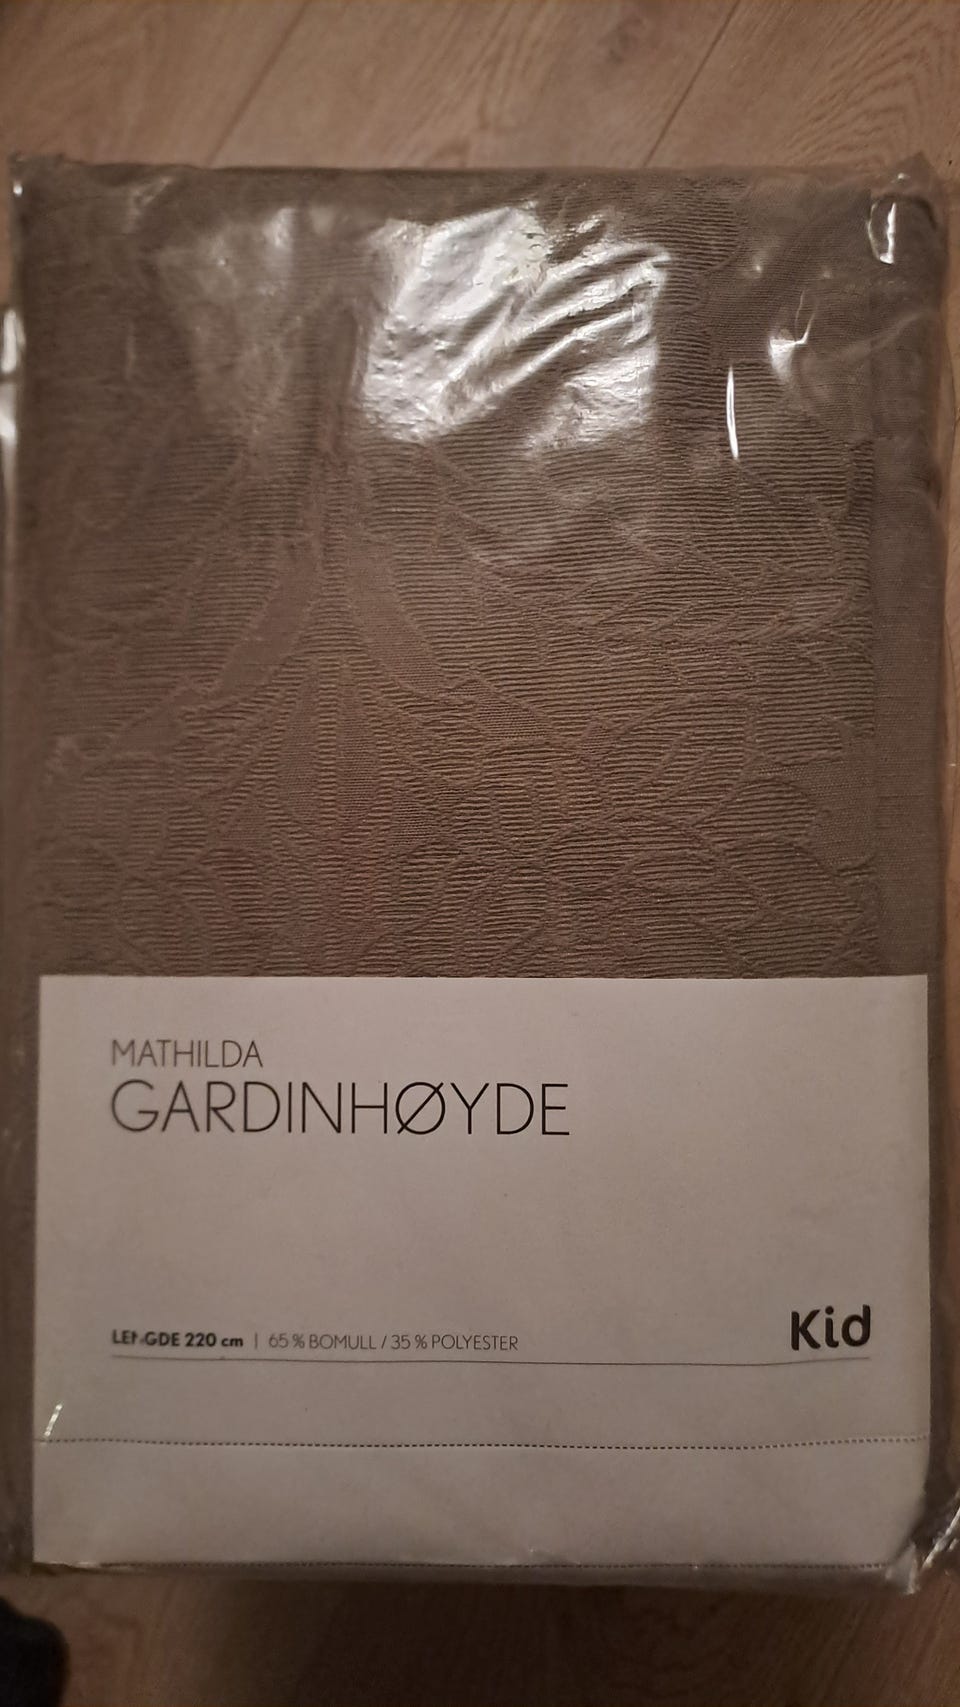 MATHILDA
GARDINHØYDE
LENGDE 220 cm | 65 % BOMULL / 35 % POLYESTER
Kid